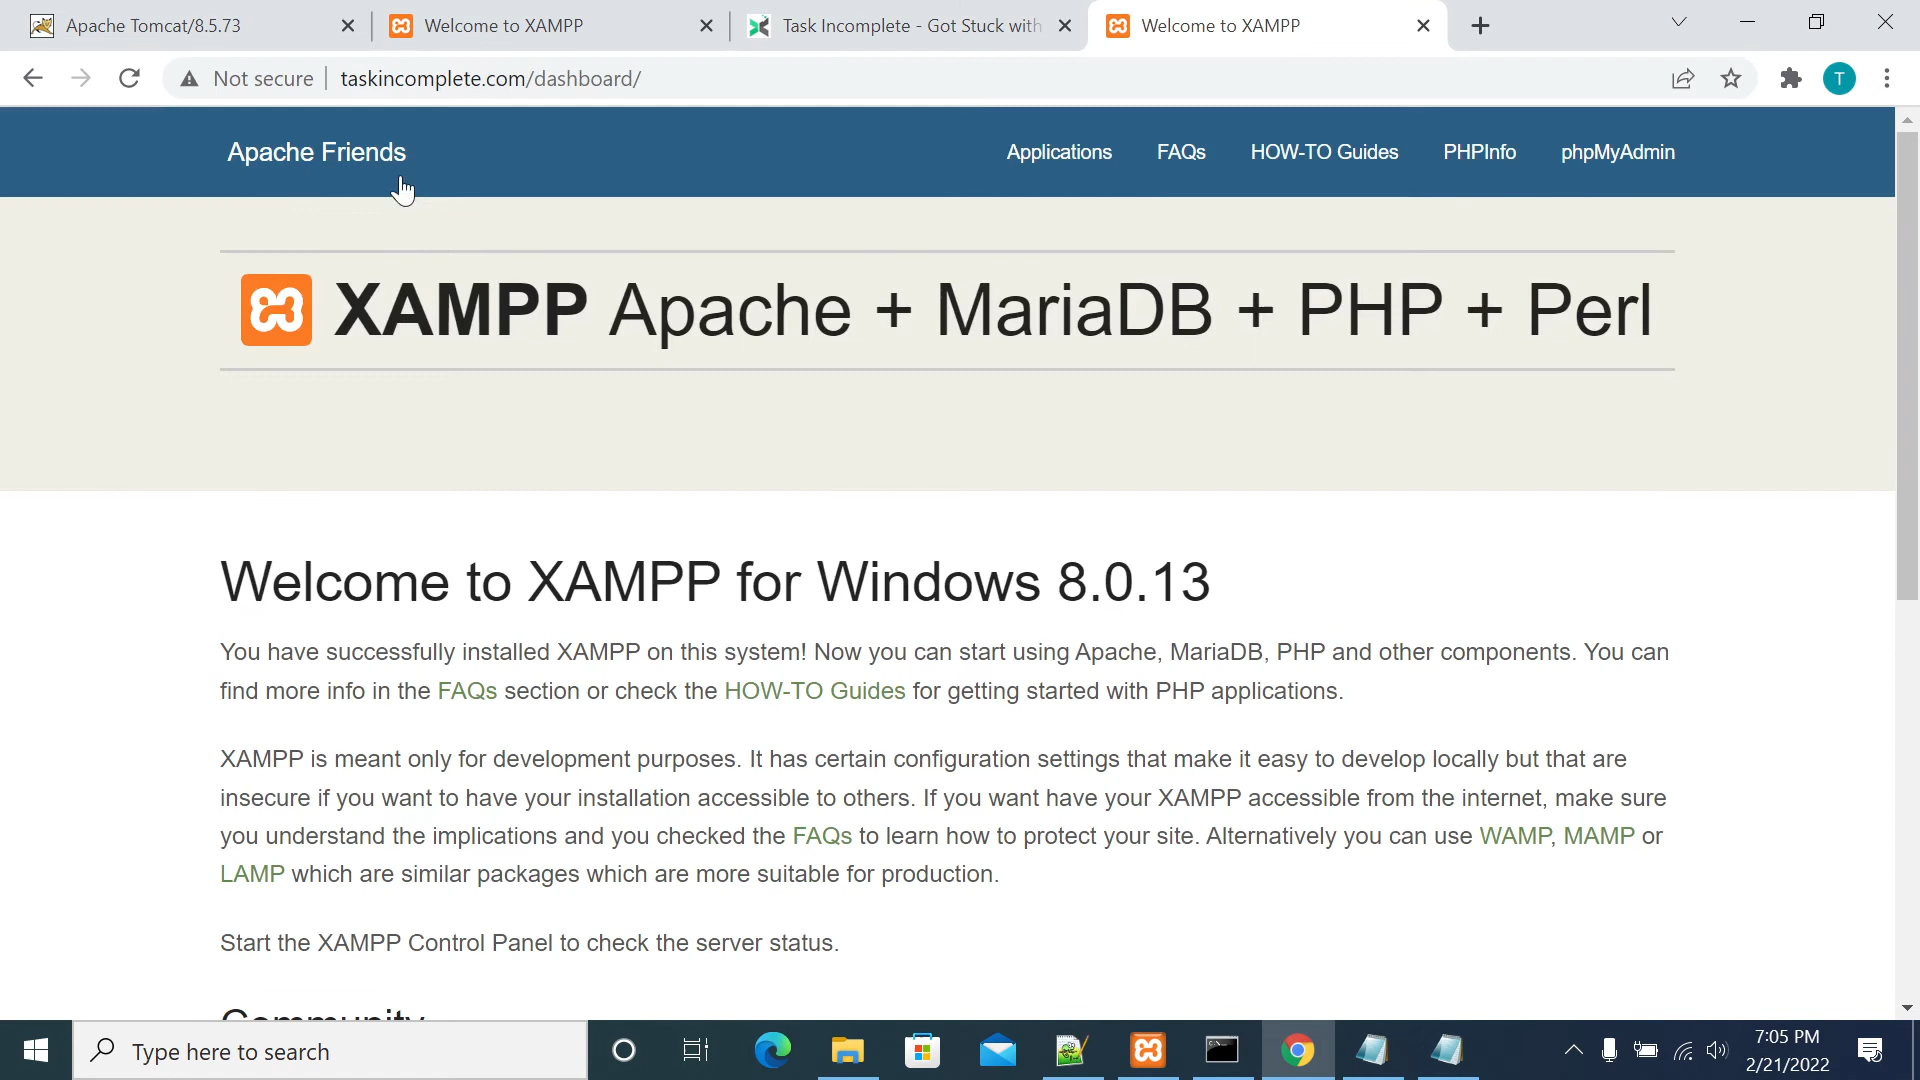 Apache Tomcat/8.5.73
Welcome to XAMPP
Task Incomplete - Got Stuck with
Welcome to XAMPP
Not secure
taskincomplete.com/dashboard/
T
Apache Friends
Applications
FAQs
HOW-TO Guides
PHPInfo
phpMyAdmin
XAMPP Apache + MariaDB + PHP + Perl
Welcome to XAMPP for Windows 8.0.13
You have successfully installed XAMPP on this system! Now you can start using Apache, MariaDB, PHP and other components. You can
find more info in the FAQs section or check the HOW-TO Guides for getting started with PHP applications.
XAMPP is meant only for development purposes. It has certain configuration settings that make it easy to develop locally but that are
insecure if you want to have your installation accessible to others. If you want have your XAMPP accessible from the internet, make sure
you understand the implications and you checked the FAQs to learn how to protect your site. Alternatively you can use WAMP, MAMP or
LAMP which are similar packages which are more suitable for production.
Start the XAMPP Control Panel to check the server status.
Community
Type here to search
7:05 PM
2/21/2022